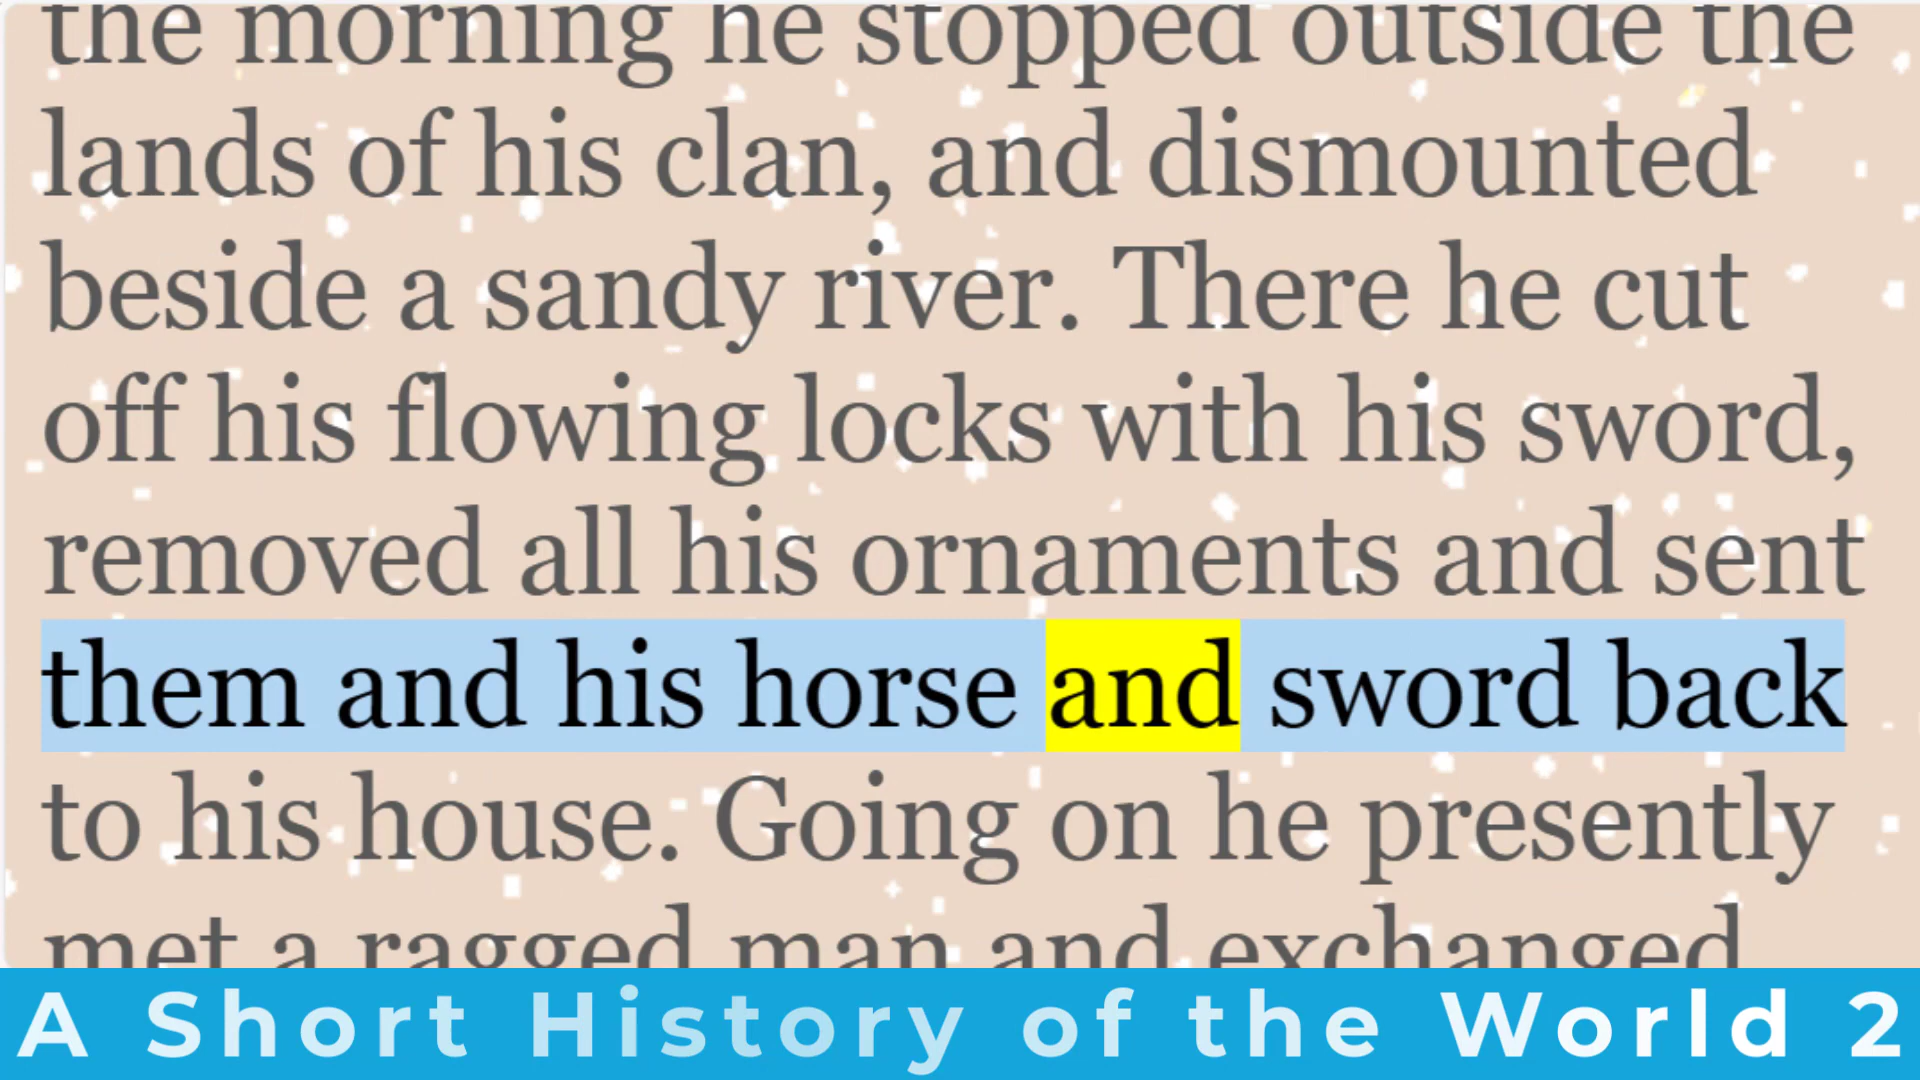 the morning he stopped outside the
lands of his clan, and dismounted
beside a sandy river. There he cut
off his flowing locks with his sword,
removed all his ornaments and sent
them and his horse and sword back
to his house. Going on he presently
met a ragged man and exchanged
A Short History of the World 2